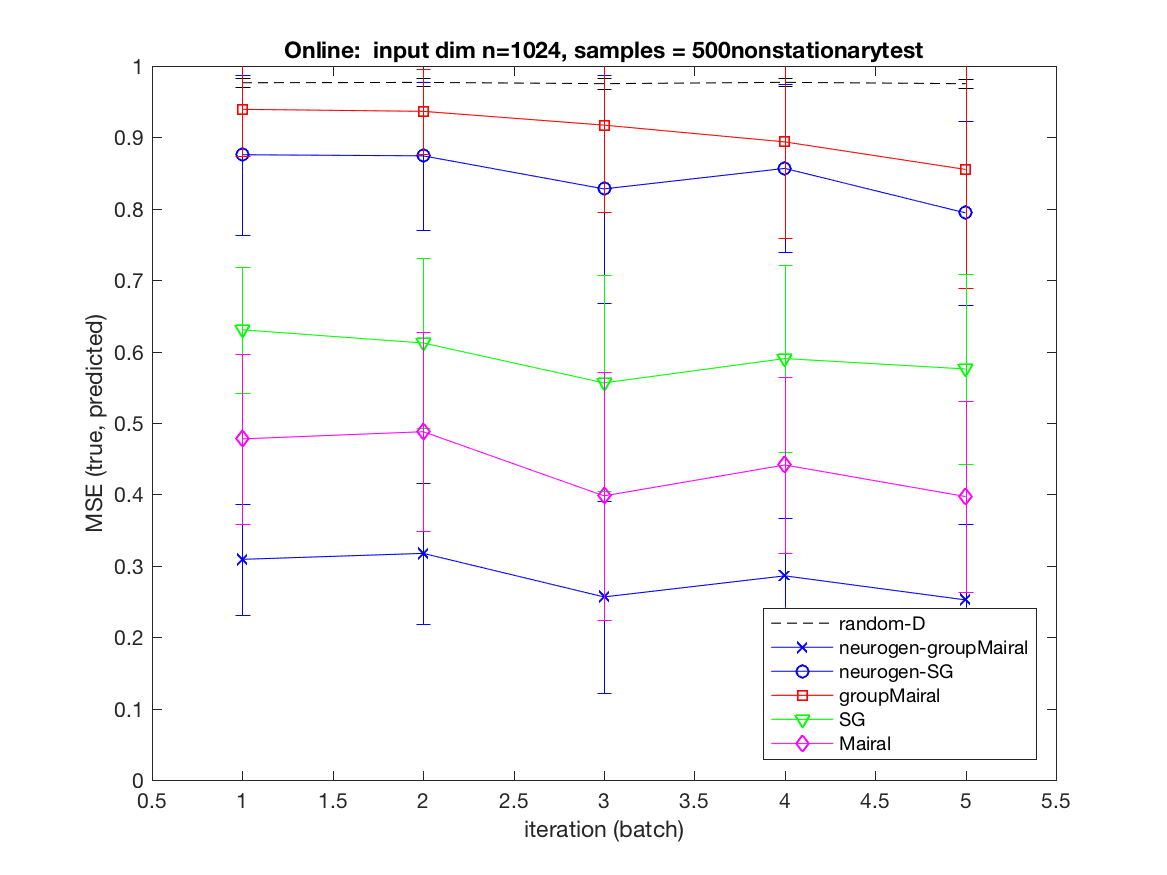 Online:  input dim n=1024, samples = 500nonstationarytest
MSE (true, predicted)
1
0.9
0.8
0.7
0.6
0.5
0.4
0.3
0.2
0.1
0
random-D
neurogen-groupMairal
neurogen-SG
groupMairal
SG
Mairal
0.5 1 1.5 2 2.5 3 3.5 4 4.5 5 5.5
iteration (batch)